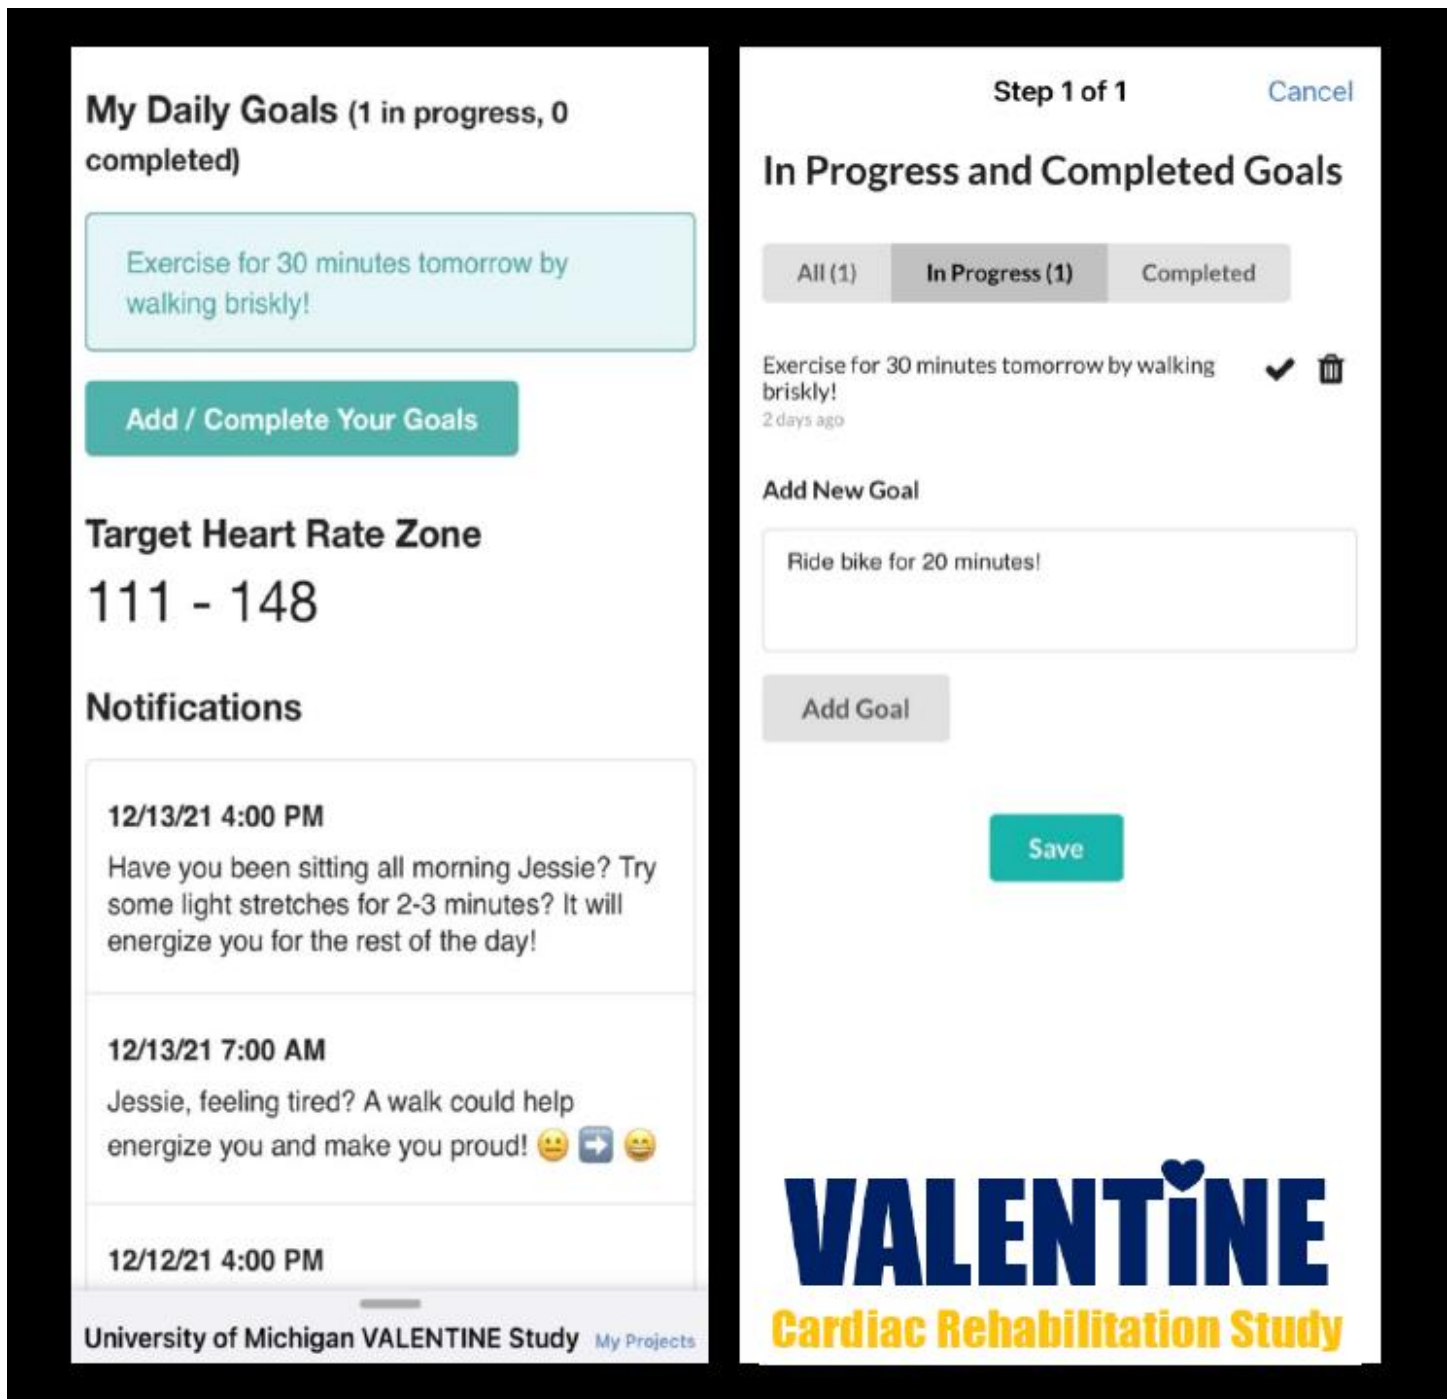 My Daily Goals (1 in progress, 0
completed)
Exercise for 30 minutes tomorrow by
walking briskly!
Add / Complete Your Goals
Target Heart Rate Zone
111 - 148
Notifications
12/13/21 4:00 PM
Have you been sitting all morning Jessie? Try
some light stretches for 2-3 minutes? It will
energize you for the rest of the day!
12/13/21 7:00 AM
Jessie, feeling tired? A walk could help
energize you and make you proud! 😐 ➡️ 😄
12/12/21 4:00 PM
University of Michigan VALENTINE Study My Projects
Step 1 of 1 Cancel
In Progress and Completed Goals
All (1) In Progress (1) Completed
Exercise for 30 minutes tomorrow by walking
briskly!
2 days ago
Add New Goal
Ride bike for 20 minutes!
Add Goal
Save
VALENTINE
Cardiac Rehabilitation Study